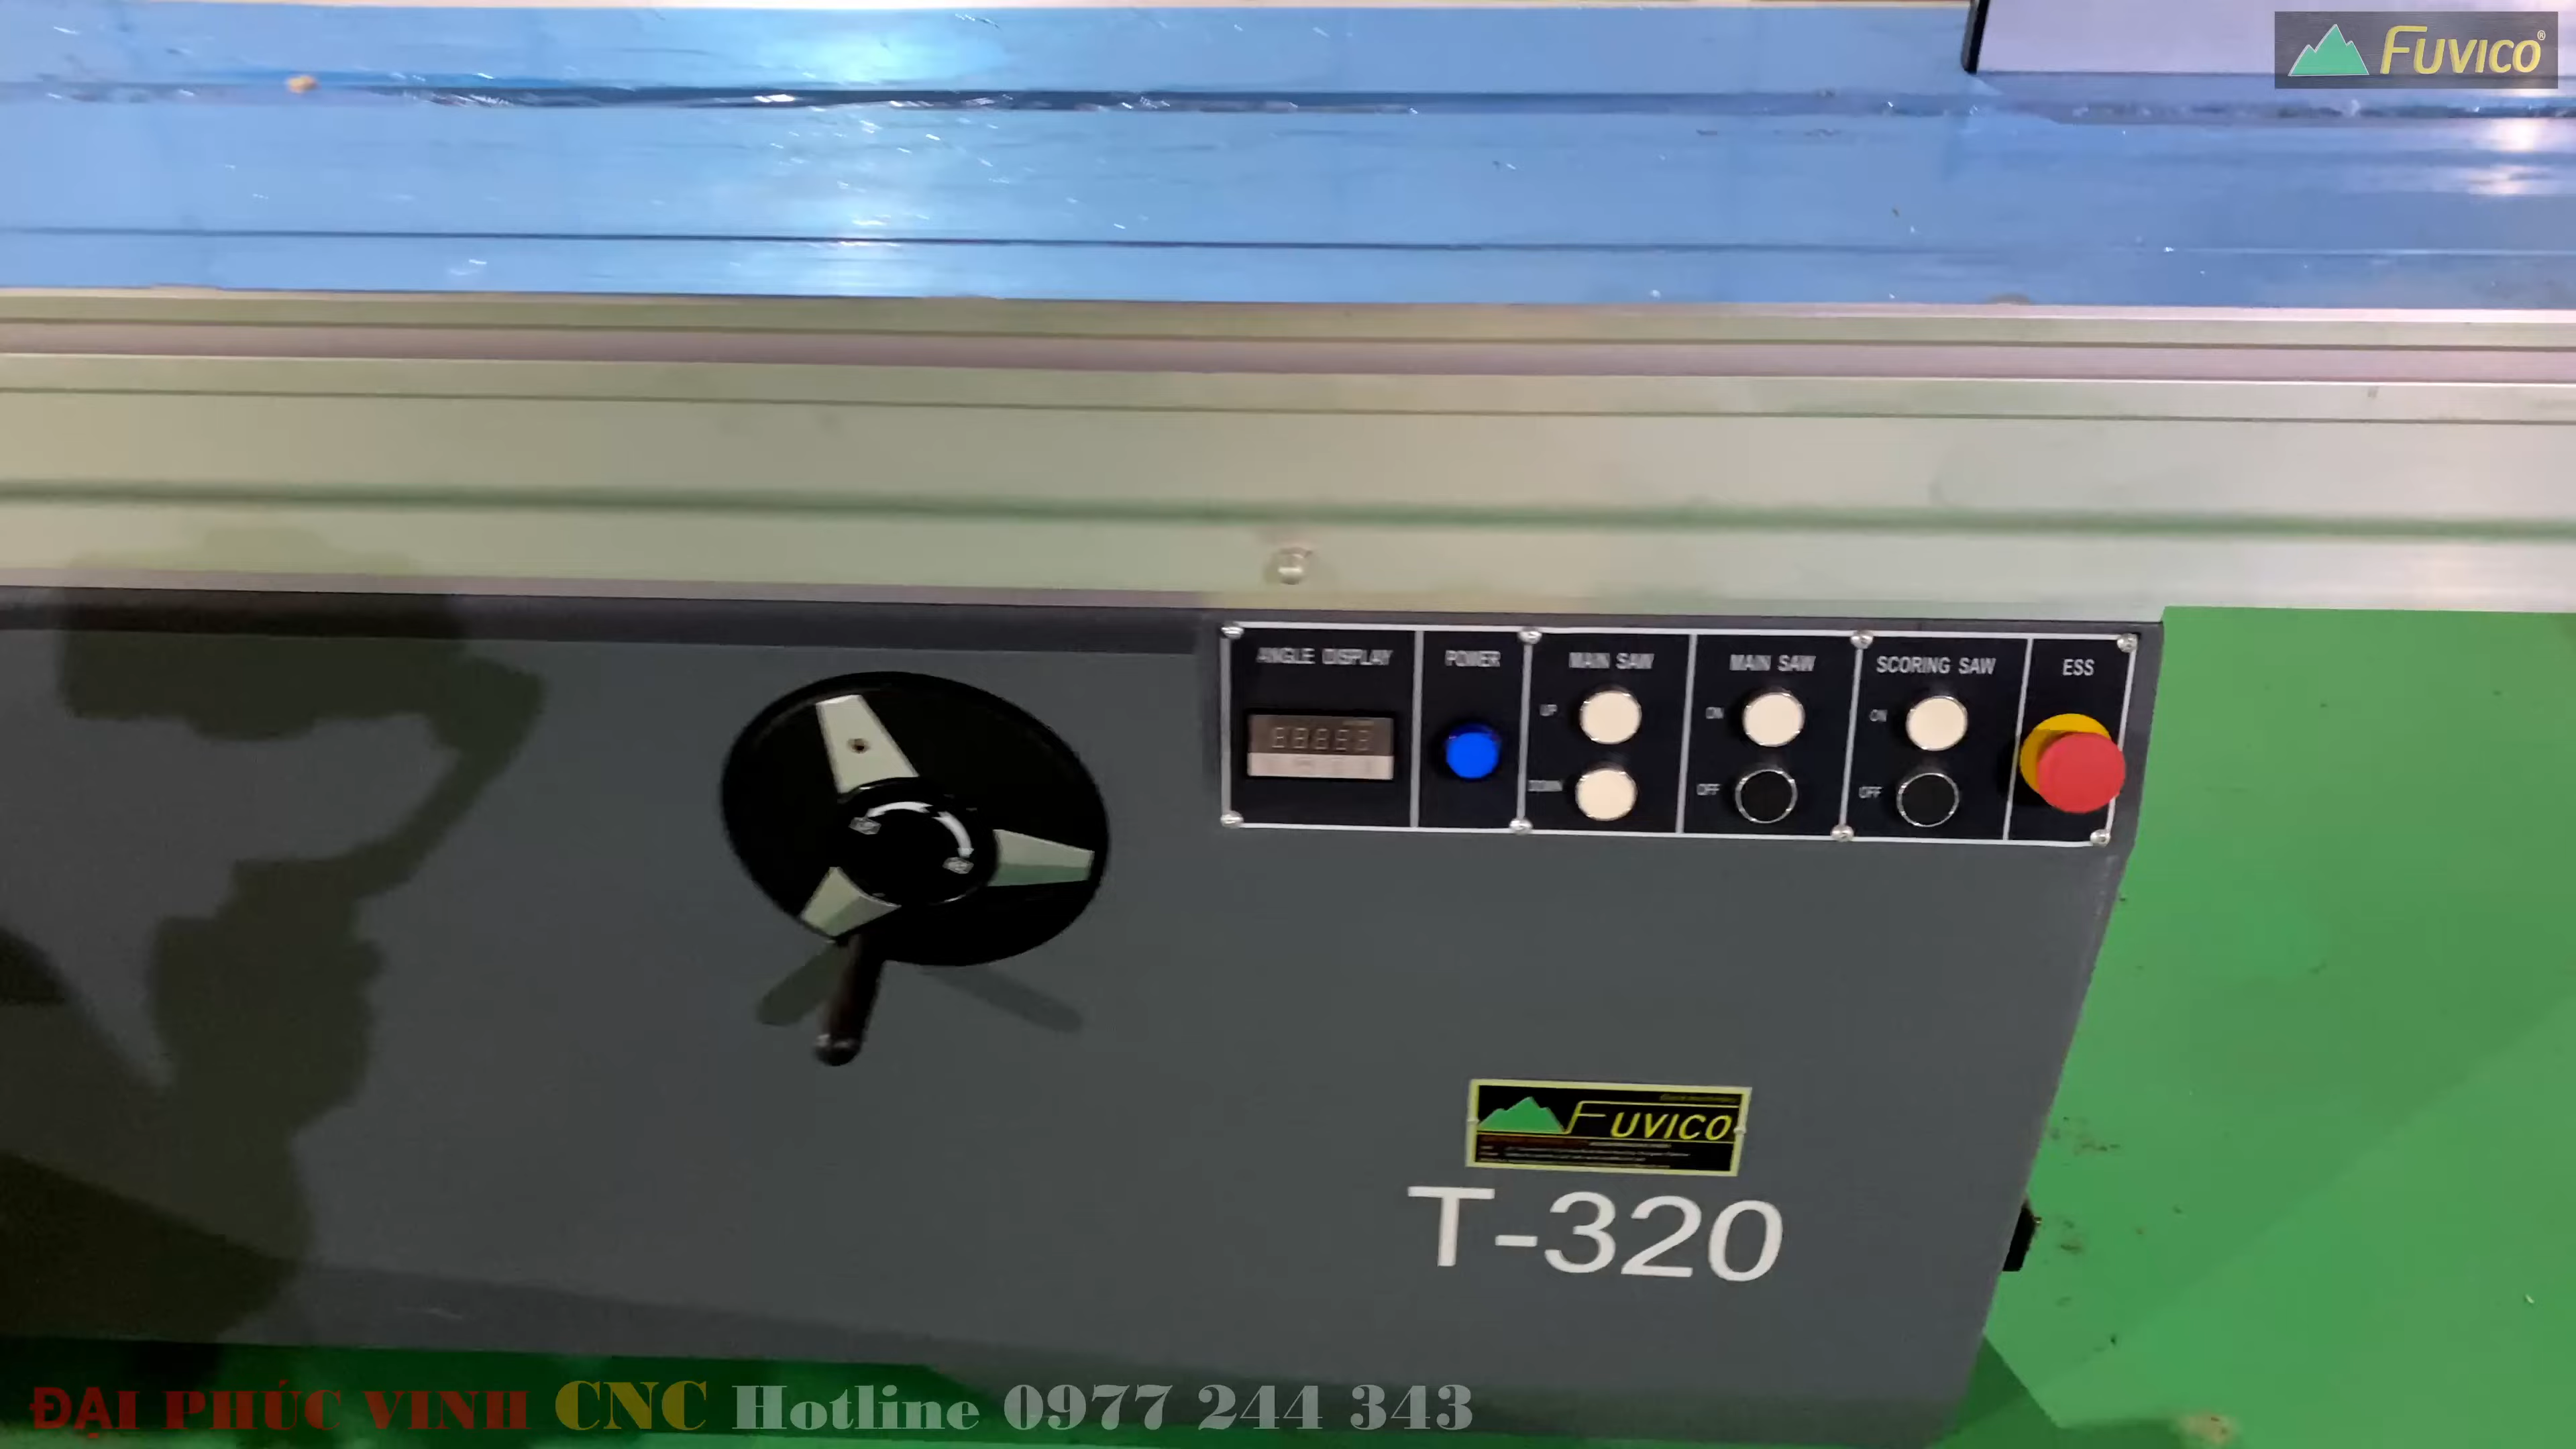 FUVICO®
ANGLE DISPLAY
POWER
MAIN SAW
UP
DOWN
MAIN SAW
ON
OFF
SCORING SAW
ON
OFF
ESS
FUVICO
T-320
ĐẠI PHÚC VINH CNC Hotline 0977 244 343